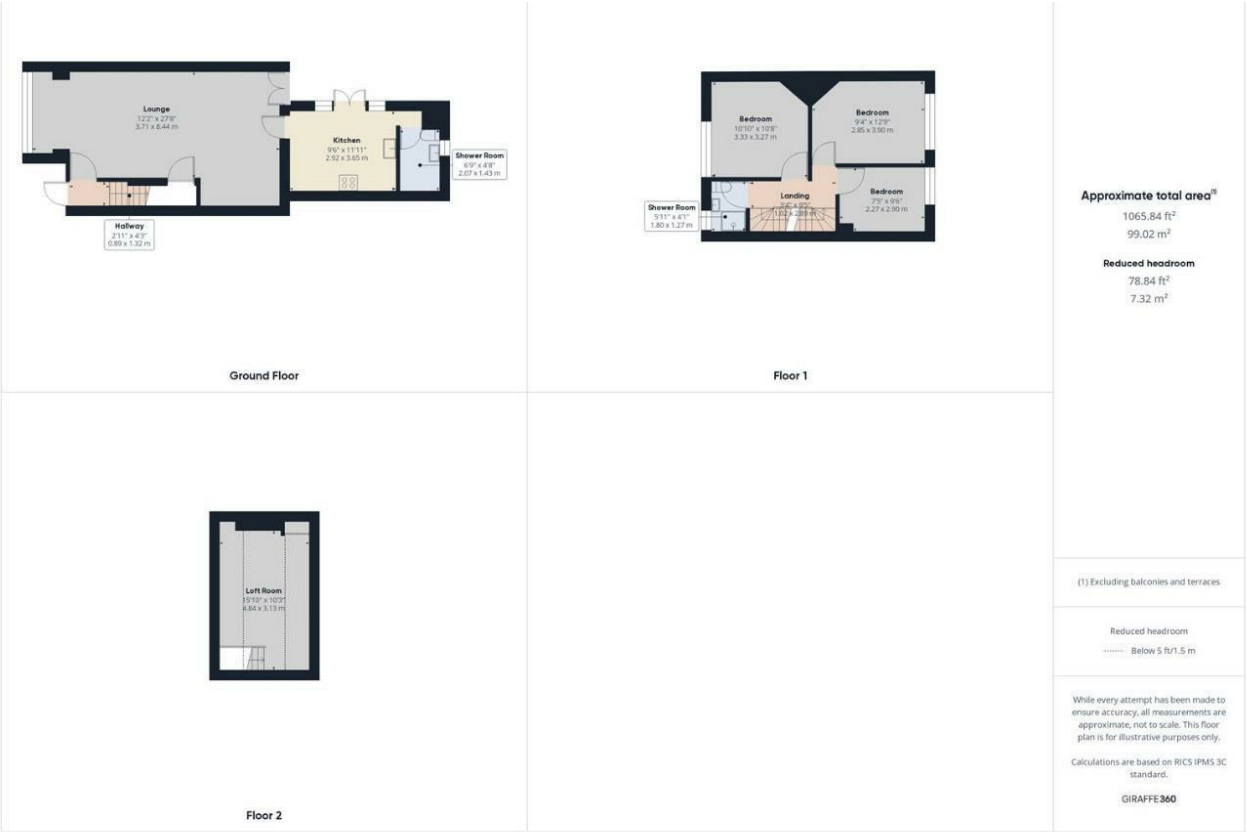 Lounge
12'2" x 27'8"
3.71 x 8.44 m
Kitchen
9'6" x 11'11"
2.92 x 3.65 m
Shower Room
6'9" x 4'8"
2.07 x 1.43 m
Hallway
2'11" x 4'3"
0.89 x 1.32 m
Ground Floor
Bedroom
10'10" x 10'8"
3.33 x 3.27 m
Bedroom
9'4" x 12'9"
2.85 x 3.90 m
Shower Room
5'11" x 4'1"
1.80 x 1.27 m
Landing
Bedroom
7'5" x 9'6"
2.27 x 2.90 m
Floor 1
Loft Room
15'10" x 10'3"
4.84 x 3.13 m
Floor 2
Approximate total area(1)
1065.84 ft²
99.02 m²
Reduced headroom
78.84 ft²
7.32 m²
(1) Excluding balconies and terraces
Reduced headroom
Below 5 ft/1.5 m
While every attempt has been made to
ensure accuracy, all measurements are
approximate, not to scale. This floor
plan is for illustrative purposes only.
Calculations are based on RICS IPMS 3C
standard.
GIRAFFE360